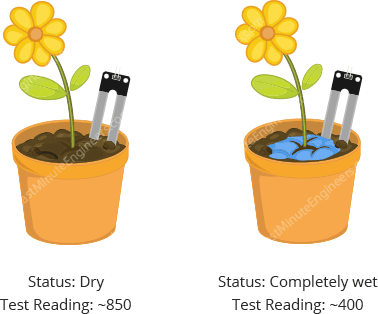 Status: Dry
Test Reading: ~850
Status: Completely wet
Test Reading: ~400